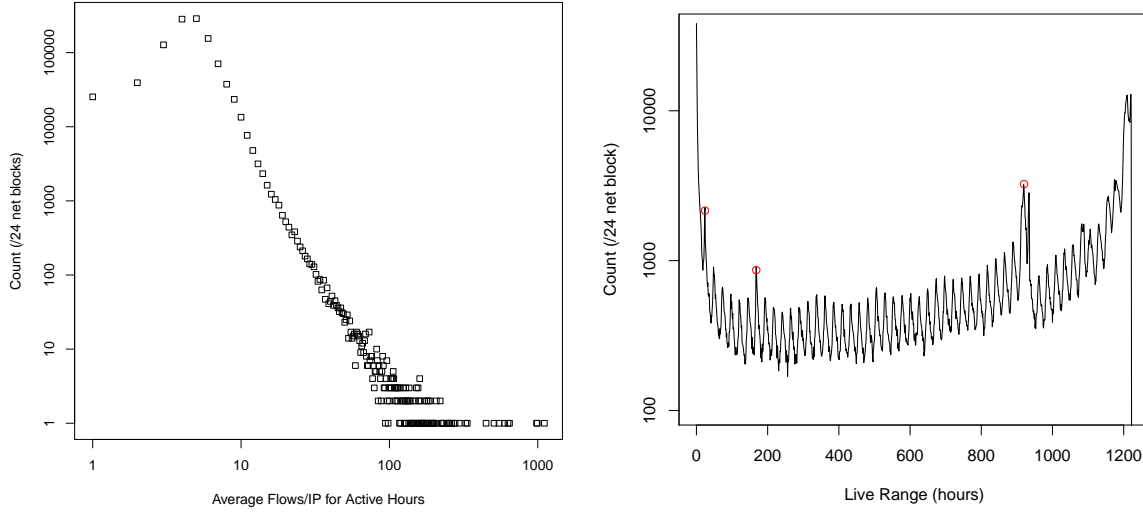 Count (/24 net blocks)
100000
10000
1000
100
10
1
1 10 100 1000
Average Flows/IP for Active Hours
Count (/24 net block)
10000
1000
100
0 200 400 600 800 1000 1200
Live Range (hours)